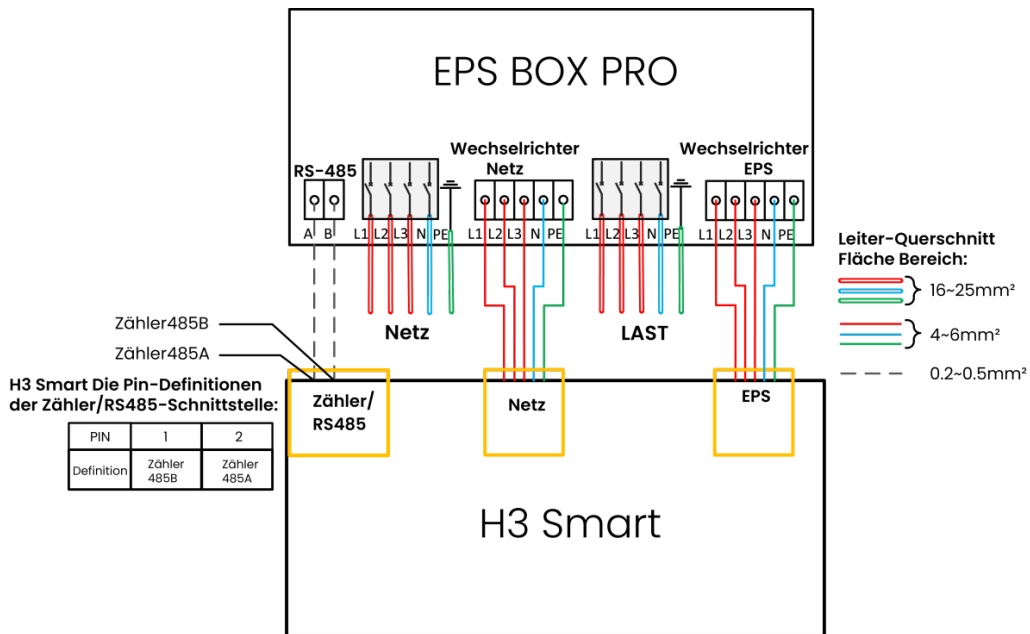 EPS BOX PRO
RS-485
Wechselrichter
Netz
Wechselrichter
EPS
A B L1 L2 L3 N PE L1 L2 L3 N PE L1 L2 L3 N PE L1 L2 L3 N PE
Netz
LAST
Leiter-Querschnitt
Fläche Bereich:
16~25mm²
4~6mm²
0.2~0.5mm²
Zähler485B
Zähler485A
H3 Smart Die Pin-Definitionen
der Zähler/RS485-Schnittstelle:
PIN 1 2
Definition Zähler 485B Zähler 485A
Zähler/
RS485
Netz
EPS
H3 Smart